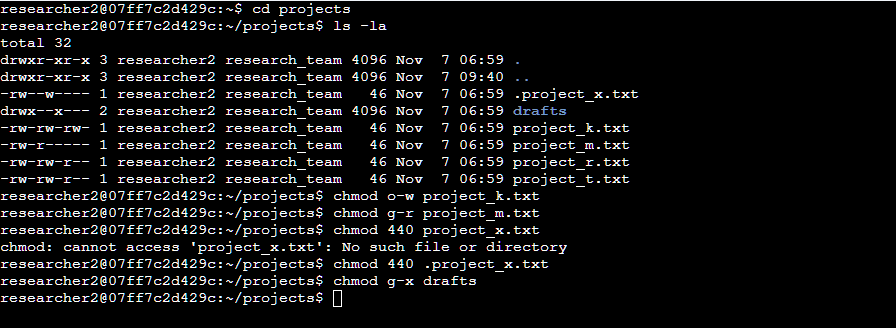 researcher2@07ff7c2d429c:~$ cd projects
researcher2@07ff7c2d429c:~/projects$ ls -la
total 32
drwxr-xr-x 3 researcher2 research_team 4096 Nov  7 06:59 .
drwxr-xr-x 3 researcher2 research_team 4096 Nov  7 09:40 ..
-rw--w---- 1 researcher2 research_team   46 Nov  7 06:59 .project_x.txt
drwx--x--- 2 researcher2 research_team 4096 Nov  7 06:59 drafts
-rw-rw-rw- 1 researcher2 research_team   46 Nov  7 06:59 project_k.txt
-rw-r----- 1 researcher2 research_team   46 Nov  7 06:59 project_m.txt
-rw-rw-r-- 1 researcher2 research_team   46 Nov  7 06:59 project_r.txt
-rw-rw-r-- 1 researcher2 research_team   46 Nov  7 06:59 project_t.txt
researcher2@07ff7c2d429c:~/projects$ chmod o-w project_k.txt
researcher2@07ff7c2d429c:~/projects$ chmod g-r project_m.txt
researcher2@07ff7c2d429c:~/projects$ chmod 440 project_x.txt
chmod: cannot access 'project_x.txt': No such file or directory
researcher2@07ff7c2d429c:~/projects$ chmod 440 .project_x.txt
researcher2@07ff7c2d429c:~/projects$ chmod g-x drafts
researcher2@07ff7c2d429c:~/projects$